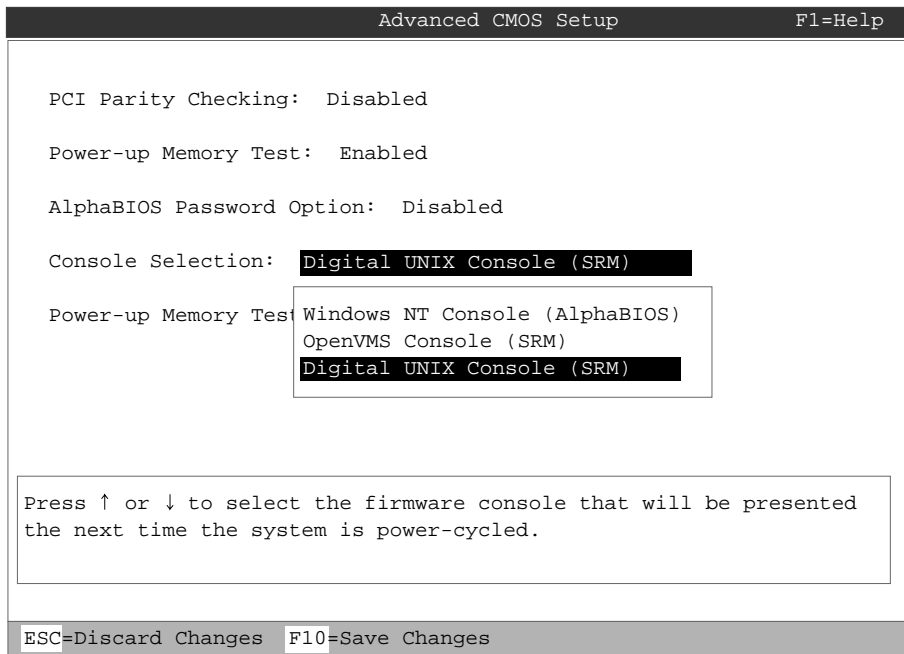 Advanced CMOS Setup F1=Help
PCI Parity Checking: Disabled
Power-up Memory Test: Enabled
AlphaBIOS Password Option: Disabled
Console Selection: Digital UNIX Console (SRM)
Power-up Memory Test
Windows NT Console (AlphaBIOS)
OpenVMS Console (SRM)
Digital UNIX Console (SRM)
Press ↑ or ↓ to select the firmware console that will be presented
the next time the system is power-cycled.
ESC=Discard Changes F10=Save Changes